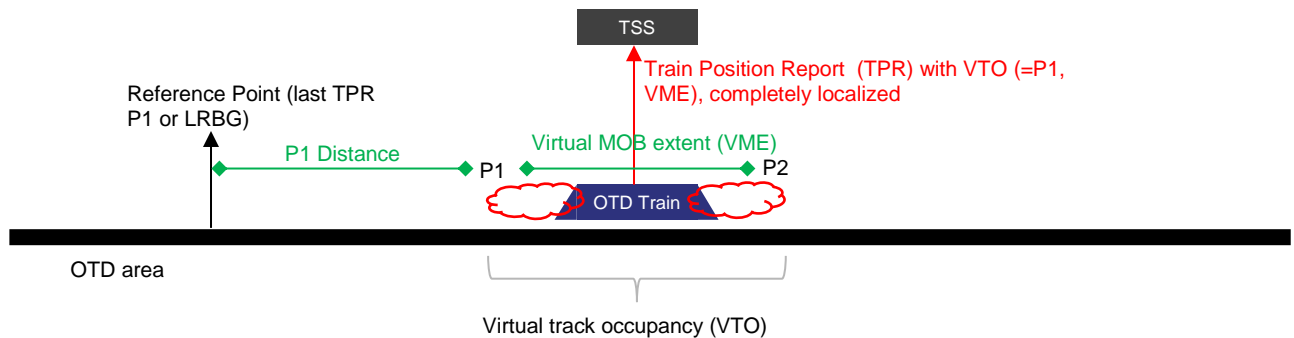 TSS
Train Position Report  (TPR) with VTO (=P1,
VME), completely localized
Reference Point (last TPR
P1 or LRBG)
Virtual MOB extent (VME)
P1 Distance
P1
P2
OTD Train
OTD area
Virtual track occupancy (VTO)